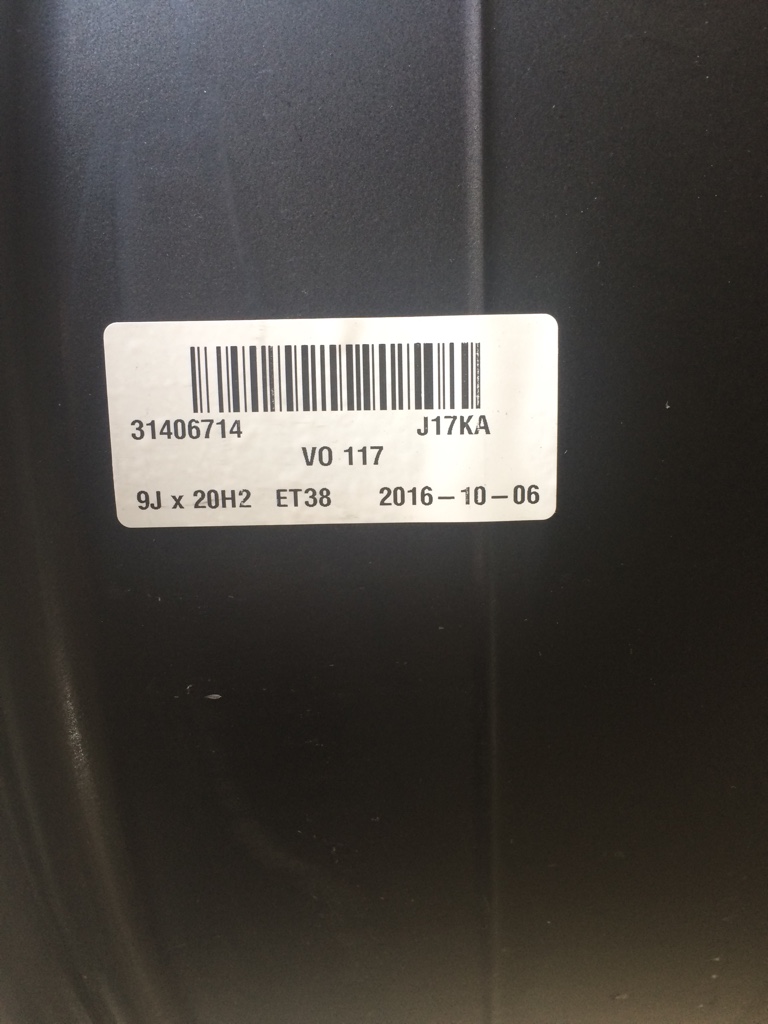 31406714 J17KA
VO 117
9J x 20H2 ET38 2016-10-06